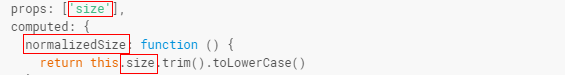 props: ['size'],
computed: {
normalizedSize: function () {
return this.size.trim().toLowerCase()